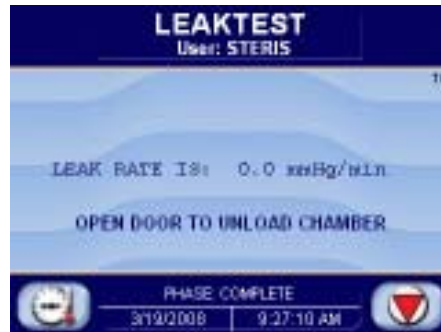 LEAKTEST
User: STERIS
LEAK RATE IS: 0.0 mmHg/min
OPEN DOOR TO UNLOAD CHAMBER
PHASE COMPLETE
3/19/2008 9:27:10 AM